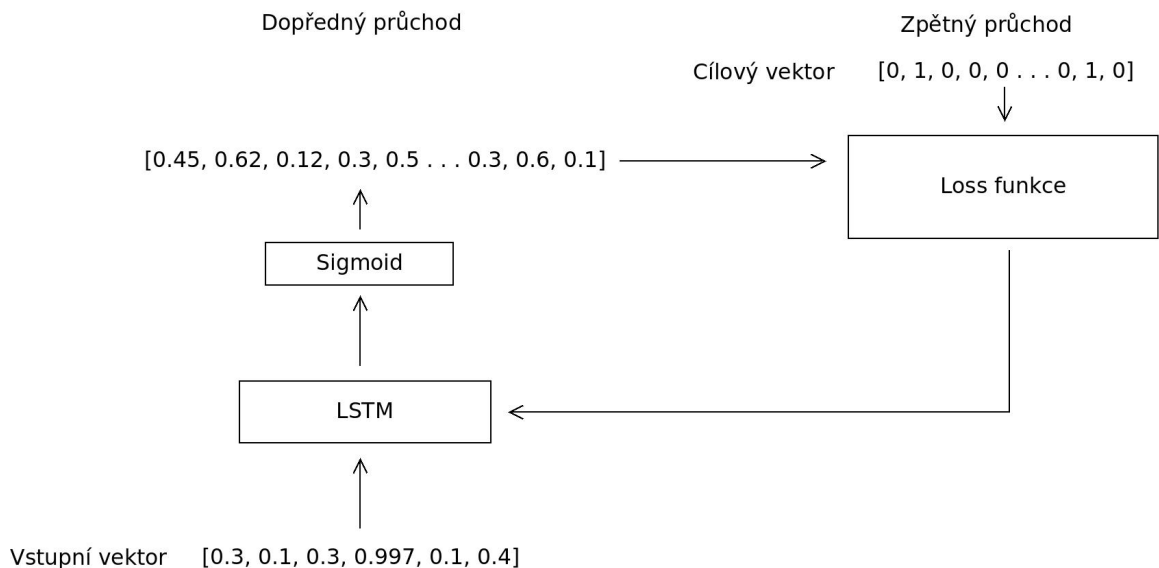 Dopředný průchod
Zpětný průchod
Cílový vektor [0, 1, 0, 0, 0 . . . 0, 1, 0]
[0.45, 0.62, 0.12, 0.3, 0.5 . . . 0.3, 0.6, 0.1]
Loss funkce
Sigmoid
LSTM
Vstupní vektor [0.3, 0.1, 0.3, 0.997, 0.1, 0.4]